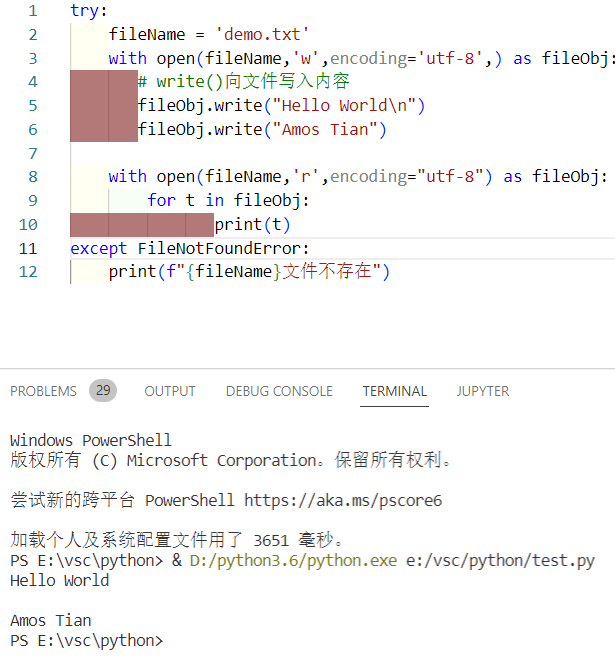 1 try:
2     fileName = 'demo.txt'
3     with open(fileName,'w',encoding='utf-8',) as fileObj:
4        # write()向文件写入内容
5        fileObj.write("Hello World\n")
6        fileObj.write("Amos Tian")
7
8     with open(fileName,'r',encoding="utf-8") as fileObj:
9         for t in fileObj:
10               print(t)
11 except FileNotFoundError:
12     print(f"{fileName}文件不存在")
PROBLEMS 29 OUTPUT DEBUG CONSOLE TERMINAL JUPYTER
Windows PowerShell
版权所有 (C) Microsoft Corporation。保留所有权利。
尝试新的跨平台 PowerShell https://aka.ms/pscore6
加载个人及系统配置文件用了 3651 毫秒。
PS E:\vsc\python> & D:/python3.6/python.exe e:/vsc/python/test.py
Hello World
Amos Tian
PS E:\vsc\python>